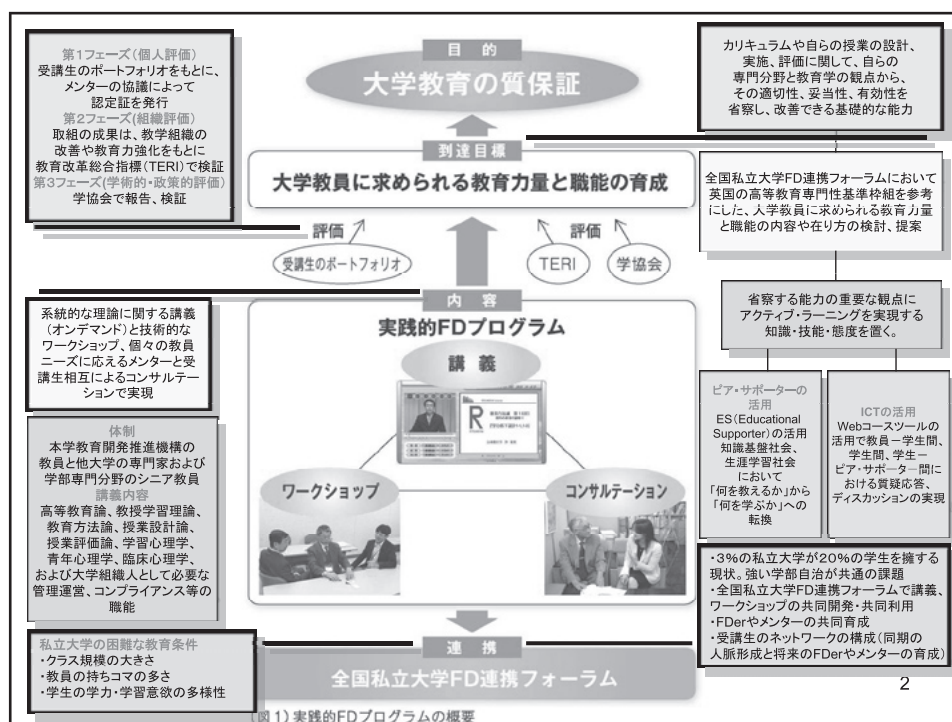 第1フェーズ(個人評価)
受講生のポートフォリオをもとに、
メンターの協議によって
認定証を発行
第2フェーズ(組織評価)
取組の成果は、教学組織の
改善や教育力強化をもとに
教育改革総合指標(TERI)で検証
第3フェーズ(学術的・政策的評価)
学協会で報告、検証
目 的
大学教育の質保証
カリキュラムや自らの授業の設計、
実施、評価に関して、自らの
専門分野と教育学の観点から、
その適切性、妥当性、有効性を
省察し、改善できる基礎的な能力
到達目標
大学教員に求められる教育力量と職能の育成
評価
受講生のポートフォリオ
評価
TERI
学協会
全国私立大学FD連携フォーラムにおいて
英国の高等教育専門性基準枠組を参考
にした、大学教員に求められる教育力量
と職能の内容や在り方の検討、提案
系統的な理論に関する講義
(オンデマンド)と技術的な
ワークショップ、個々の教員
ニーズに応えるメンターと受
講生相互によるコンサルテー
ションで実現
内 容
実践的FDプログラム
講 義
R
ワークショップ
コンサルテーション
省察する能力の重要な観点に
アクティブ・ラーニングを実現する
知識・技能・態度を置く。
体制
本学教育開発推進機構の
教員と他大学の専門家および
学部専門分野のシニア教員
講義内容
高等教育論、教授学習理論、
教育方法論、授業設計論、
授業評価論、学習心理学、
青年心理学、臨床心理学、
および大学組織人として必要な
管理運営、コンプライアンス等の
職能
ピア・サポーターの
活用
ES(Educational
Supporter)の活用
知識基盤社会、
生涯学習社会
において
「何を教えるか」から
「何を学ぶか」への
転換
ICTの活用
Webコースツールの
活用で教員－学生間、
学生間、学生－
ピア・サポーター間に
おける質疑応答、
ディスカッションの実現
私立大学の困難な教育条件
・クラス規模の大きさ
・教員の持ちコマの多さ
・学生の学力・学習意欲の多様性
連 携
全国私立大学FD連携フォーラム
・3%の私立大学が20%の学生を擁する
現状。強い学部自治が共通の課題
・全国私立大学FD連携フォーラムで講義、
ワークショップの共同開発・共同利用
・FDerやメンターの共同育成
・受講生のネットワークの構成(同期の
人脈形成と将来のFDerやメンターの育成)
2
(図1)実践的FDプログラムの概要